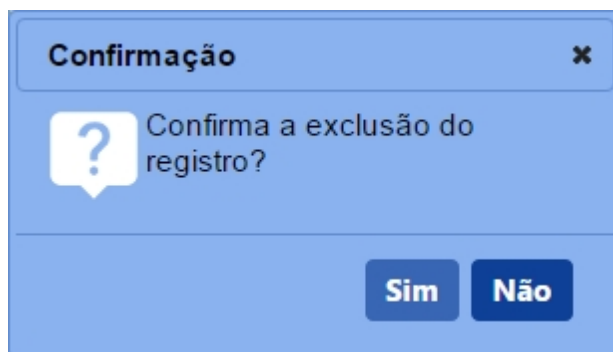 Confirmação
Confirma a exclusão do
registro?
Sim Não